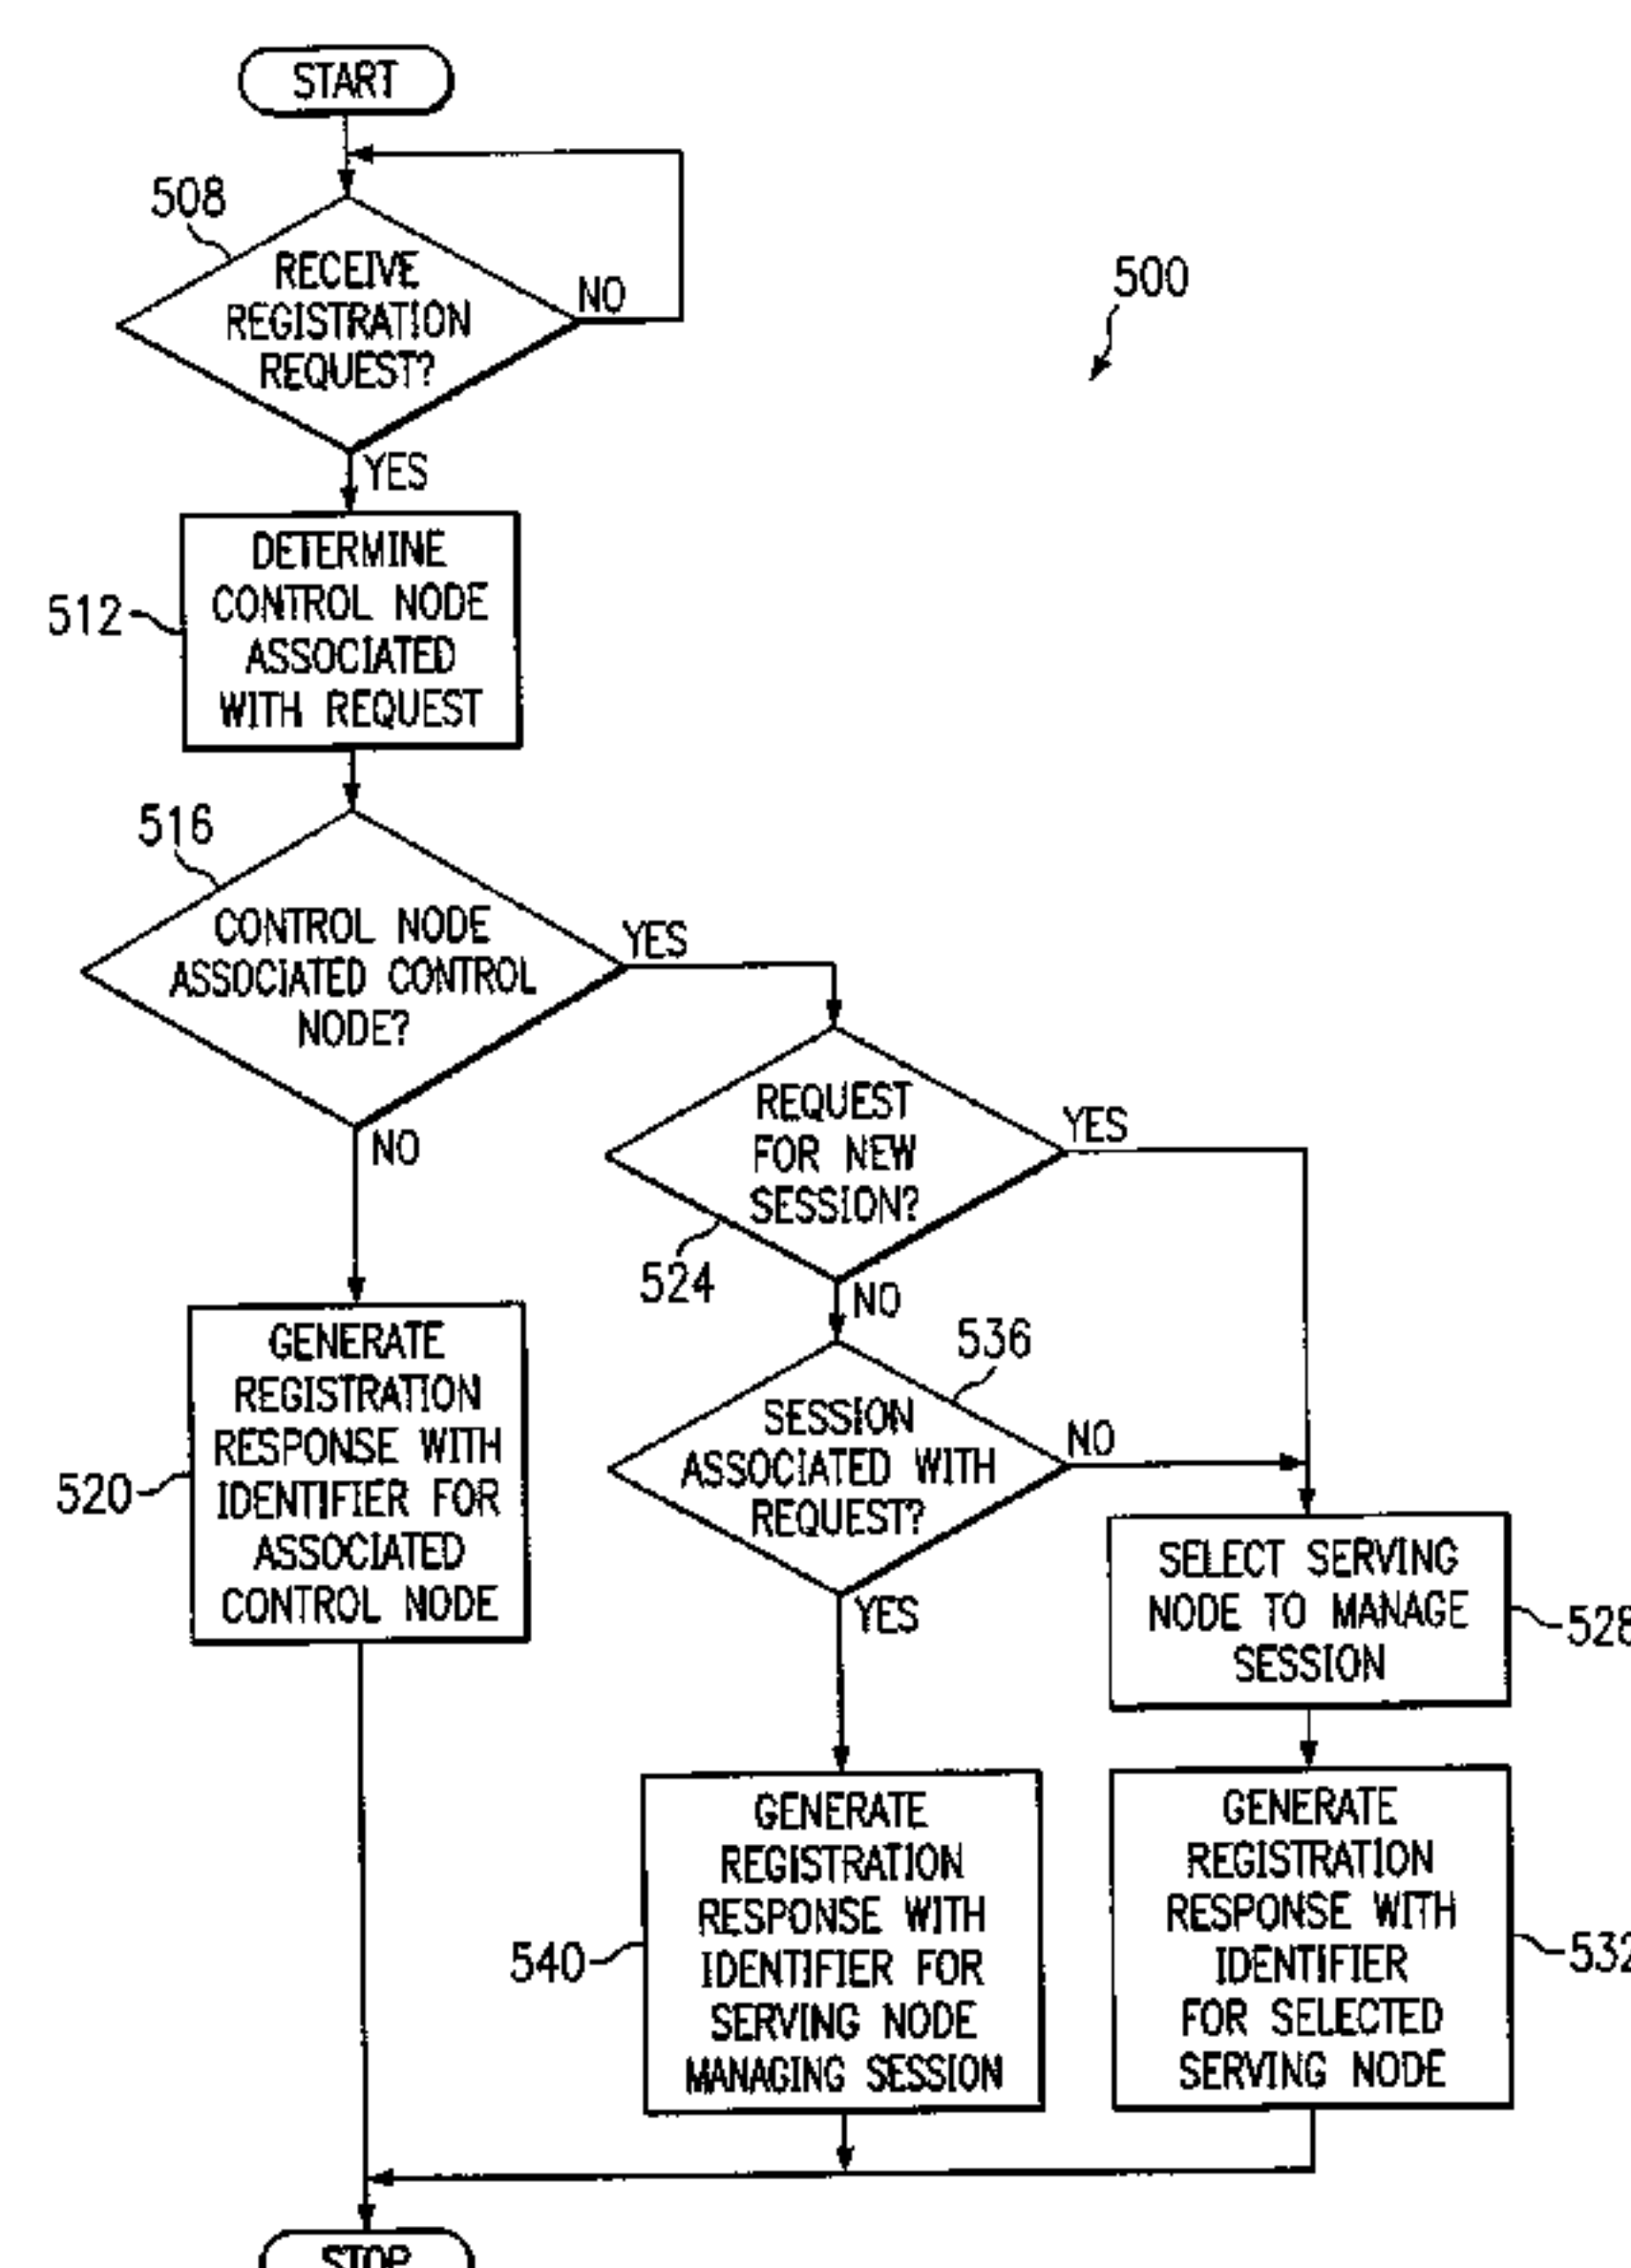 START
508
RECEIVE
REGISTRATION
REQUEST?
NO
500
YES
512
DETERMINE
CONTROL NODE
ASSOCIATED
WITH REQUEST
516
CONTROL NODE
ASSOCIATED CONTROL
NODE?
YES
NO
REQUEST
FOR NEW
SESSION?
YES
524
NO
520
GENERATE
REGISTRATION
RESPONSE WITH
IDENTIFIER FOR
ASSOCIATED
CONTROL NODE
536
SESSION
ASSOCIATED WITH
REQUEST?
NO
YES
SELECT SERVING
NODE TO MANAGE
SESSION
528
540
GENERATE
REGISTRATION
RESPONSE WITH
IDENTIFIER FOR
SERVING NODE
MANAGING SESSION
GENERATE
REGISTRATION
RESPONSE WITH
IDENTIFIER
FOR SELECTED
SERVING NODE
532
STOP